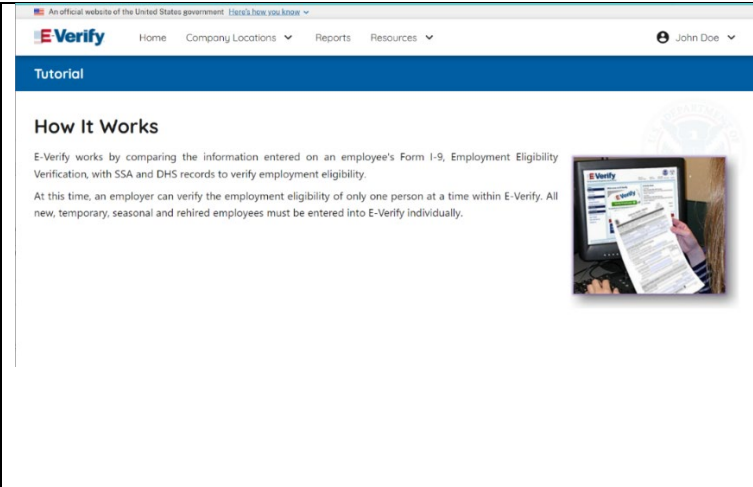 An official website of the United States government Here's how you know
E-Verify Home Company Locations Reports Resources John Doe
Tutorial
How It Works
E-Verify works by comparing the information entered on an employee's Form I-9, Employment Eligibility
Verification, with SSA and DHS records to verify employment eligibility.
At this time, an employer can verify the employment eligibility of only one person at a time within E-Verify. All
new, temporary, seasonal and rehired employees must be entered into E-Verify individually.
E-Verify
E-Verify